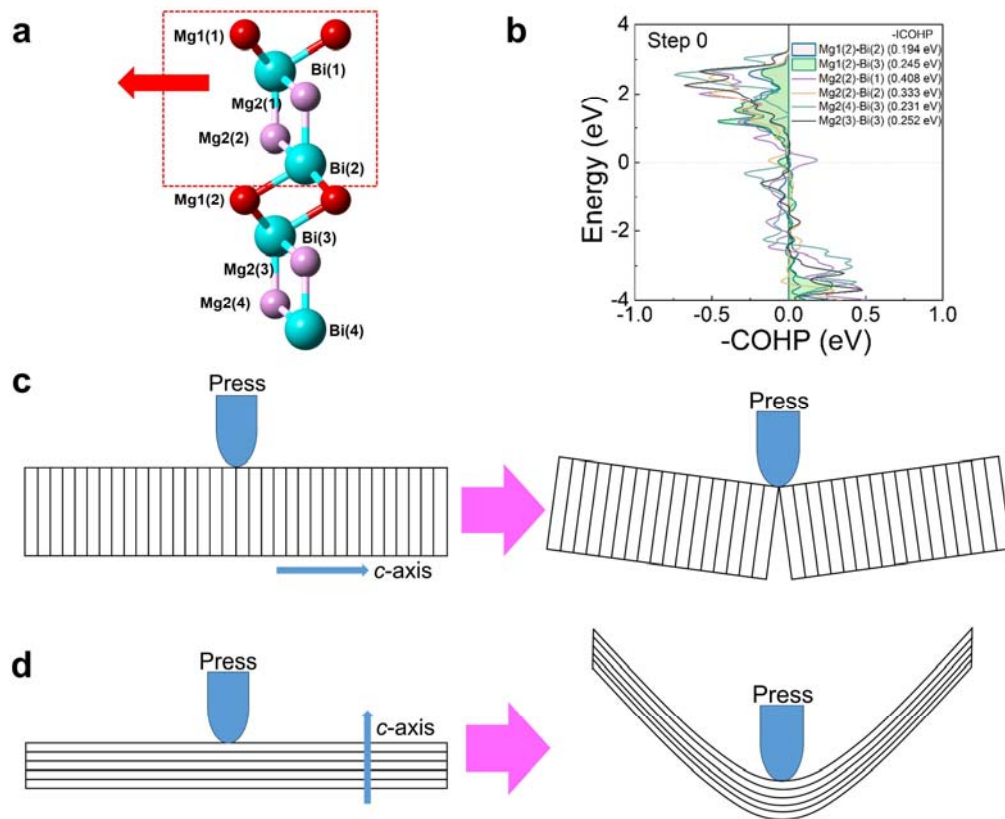 a
Mg1(1)
Bi(1)
Mg2(1)
Mg2(2)
Bi(2)
Mg1(2)
Bi(3)
Mg2(3)
Mg2(4)
Bi(4)
b
Step 0
-ICOHP
Mg1(2)-Bi(2) (0.194 eV)
Mg1(2)-Bi(3) (0.245 eV)
Mg2(2)-Bi(1) (0.408 eV)
Mg2(2)-Bi(2) (0.333 eV)
Mg2(4)-Bi(3) (0.231 eV)
Mg2(3)-Bi(3) (0.252 eV)
Energy (eV)
4
2
0
-2
-4
-1.0 -0.5 0.0 0.5 1.0
-COHP (eV)
c
Press
c-axis
Press
d
Press
c-axis
Press